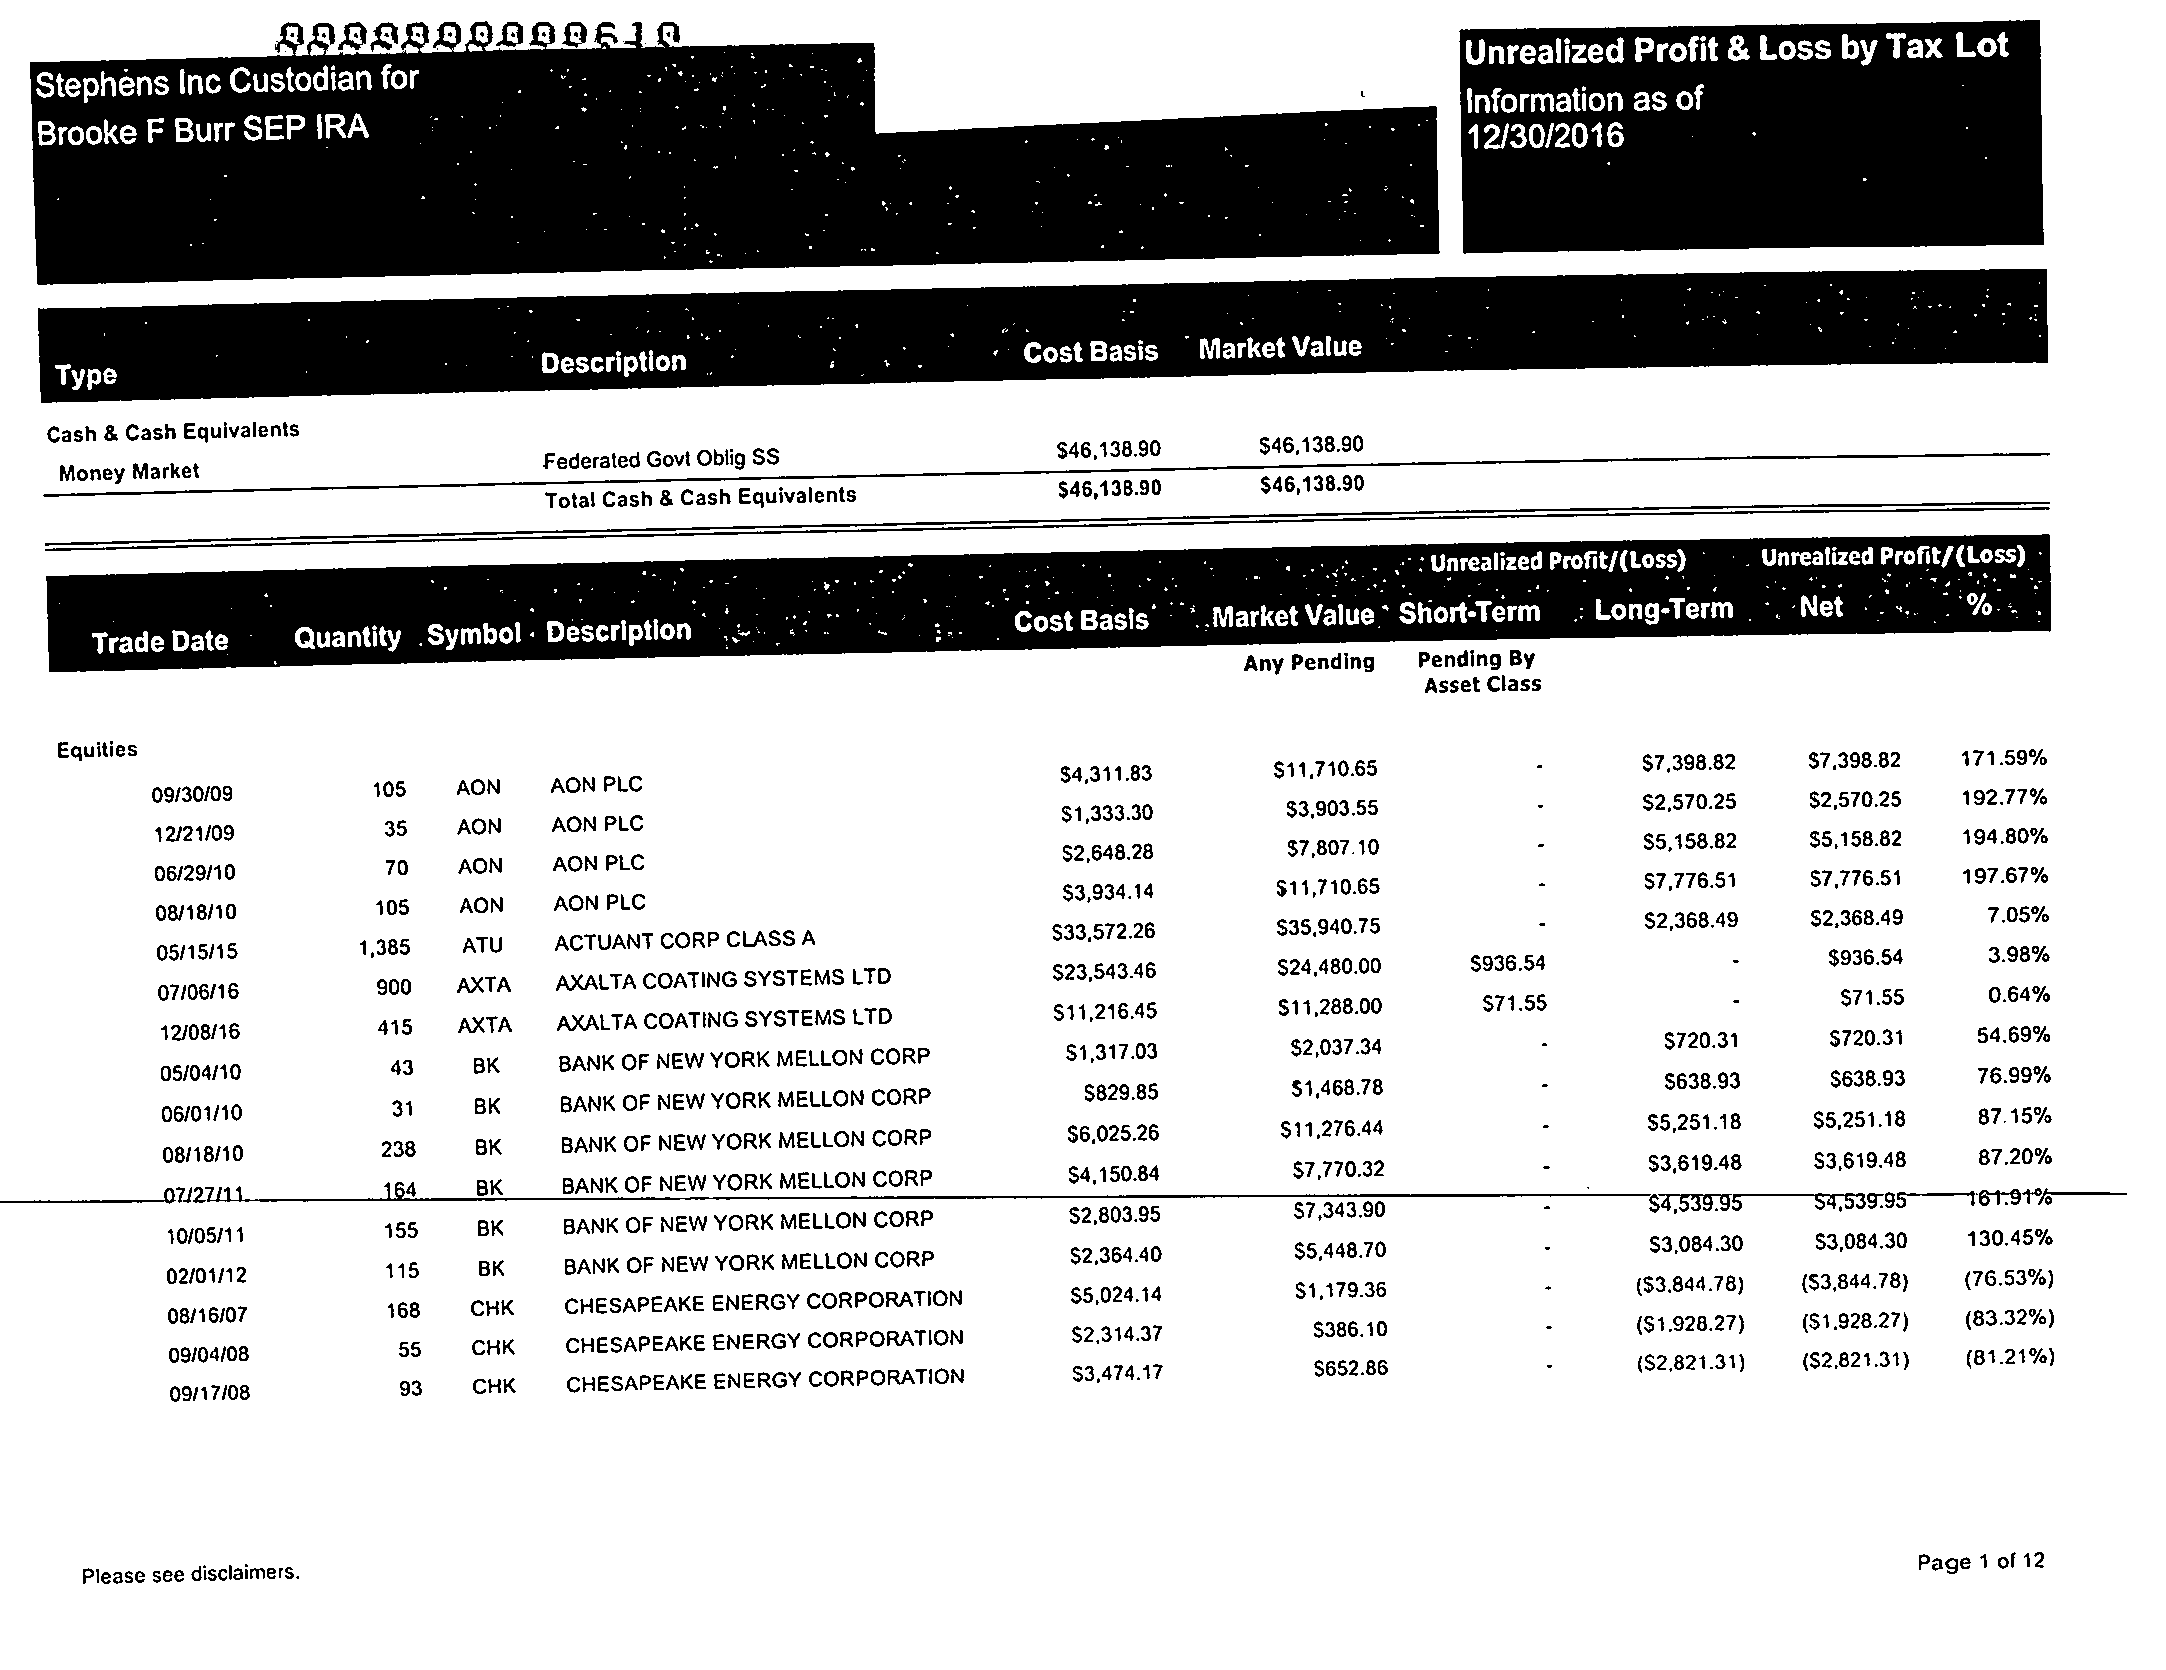 000000000610
Stephens Inc Custodian for
Brooke F Burr SEP IRA
Unrealized Profit & Loss by Tax Lot
Information as of
12/30/2016
Type Description Cost Basis Market Value
Cash & Cash Equivalents
Money Market Federated Govt Oblig SS $46,138.90 $46,138.90
Total Cash & Cash Equivalents $46,138.90 $46,138.90
Unrealized Profit/(Loss) Unrealized Profit/(Loss)
Trade Date Quantity Symbol Description Cost Basis Market Value Short-Term Long-Term Net %
Any Pending Pending By
Asset Class
Equities
09/30/09 105 AON AON PLC $4,311.83 $11,710.65 - $7,398.82 $7,398.82 171.59%
12/21/09 35 AON AON PLC $1,333.30 $3,903.55 - $2,570.25 $2,570.25 192.77%
06/29/10 70 AON AON PLC $2,648.28 $7,807.10 - $5,158.82 $5,158.82 194.80%
08/18/10 105 AON AON PLC $3,934.14 $11,710.65 - $7,776.51 $7,776.51 197.67%
05/15/15 1,385 ATU ACTUANT CORP CLASS A $33,572.26 $35,940.75 - $2,368.49 $2,368.49 7.05%
07/06/16 900 AXTA AXALTA COATING SYSTEMS LTD $23,543.46 $24,480.00 $936.54 - $936.54 3.98%
12/08/16 415 AXTA AXALTA COATING SYSTEMS LTD $11,216.45 $11,288.00 $71.55 - $71.55 0.64%
05/04/10 43 BK BANK OF NEW YORK MELLON CORP $1,317.03 $2,037.34 - $720.31 $720.31 54.69%
06/01/10 31 BK BANK OF NEW YORK MELLON CORP $829.85 $1,468.78 - $638.93 $638.93 76.99%
08/18/10 238 BK BANK OF NEW YORK MELLON CORP $6,025.26 $11,276.44 - $5,251.18 $5,251.18 87.15%
07/27/11 164 BK BANK OF NEW YORK MELLON CORP $4,150.84 $7,770.32 - $3,619.48 $3,619.48 87.20%
10/05/11 155 BK BANK OF NEW YORK MELLON CORP $2,803.95 $7,343.90 - $4,539.95 $4,539.95 161.91%
02/01/12 115 BK BANK OF NEW YORK MELLON CORP $2,364.40 $5,448.70 - $3,084.30 $3,084.30 130.45%
08/16/07 168 CHK CHESAPEAKE ENERGY CORPORATION $5,024.14 $1,179.36 - ($3,844.78) ($3,844.78) (76.53%)
09/04/08 55 CHK CHESAPEAKE ENERGY CORPORATION $2,314.37 $386.10 - ($1,928.27) ($1,928.27) (83.32%)
09/17/08 93 CHK CHESAPEAKE ENERGY CORPORATION $3,474.17 $652.86 - ($2,821.31) ($2,821.31) (81.21%)
Please see disclaimers.
Page 1 of 12